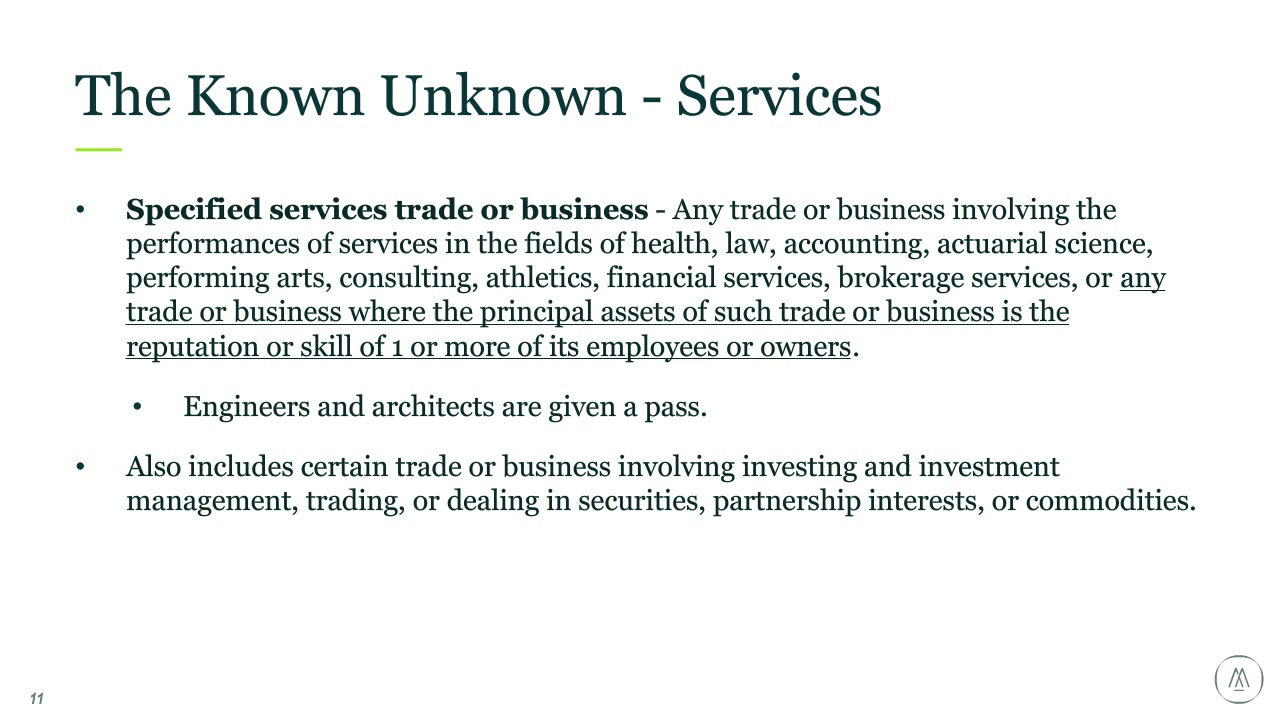 The Known Unknown - Services
• Specified services trade or business - Any trade or business involving the
performances of services in the fields of health, law, accounting, actuarial science,
performing arts, consulting, athletics, financial services, brokerage services, or any
trade or business where the principal assets of such trade or business is the
reputation or skill of 1 or more of its employees or owners.
• Engineers and architects are given a pass.
• Also includes certain trade or business involving investing and investment
management, trading, or dealing in securities, partnership interests, or commodities.
11